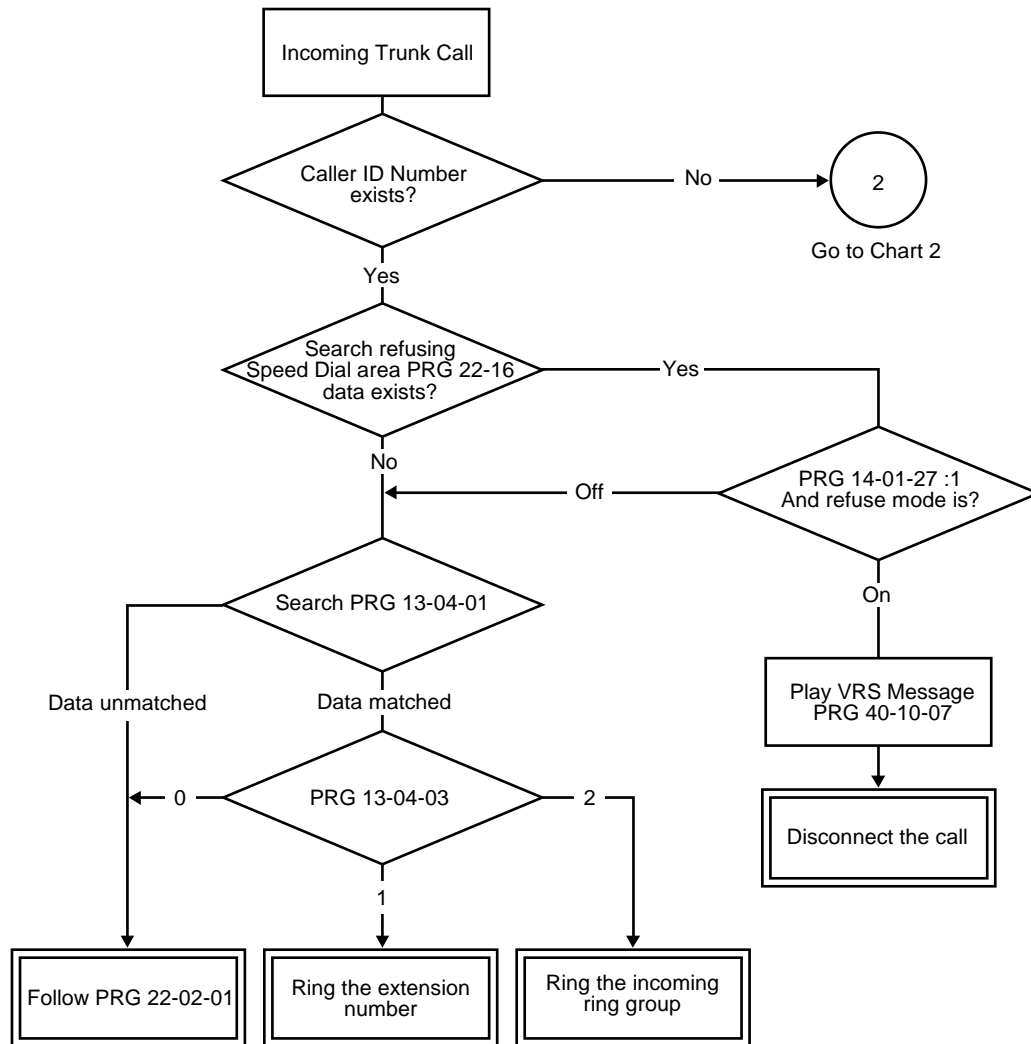 Incoming Trunk Call
Caller ID Number
exists?
No
2
Go to Chart 2
Yes
Search refusing
Speed Dial area PRG 22-16
data exists?
Yes
No
PRG 14-01-27 :1
And refuse mode is?
Off
On
Search PRG 13-04-01
Data unmatched
Data matched
Play VRS Message
PRG 40-10-07
0
PRG 13-04-03
2
Disconnect the call
1
Follow PRG 22-02-01
Ring the extension
number
Ring the incoming
ring group